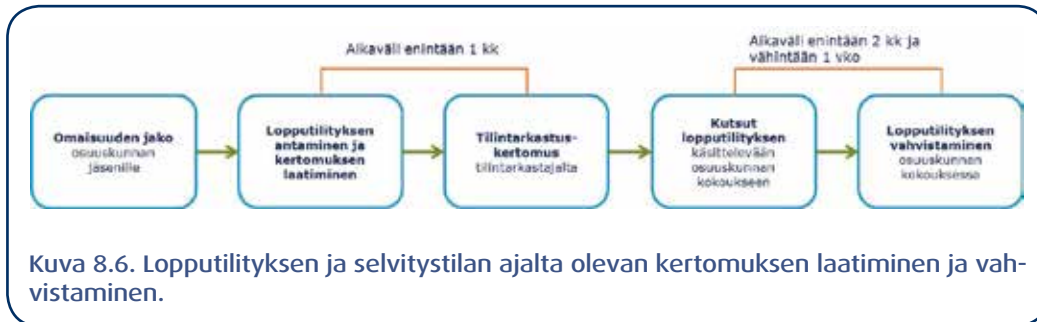 Aikaväli enintään 1 kk
Aikaväli enintään 2 kk ja
vähintään 1 vko
Omaisuuden jako
osuuskunnan
jäsenille
Lopputilityksen
antaminen ja
kertomuksen
laatiminen
Tilintarkastus-
kertomus
tilintarkastajalta
Kutsut
lopputilityksen
käsittelevään
osuuskunnan
kokoukseen
Lopputilityksen
vahvistaminen
osuuskunnan
kokouksessa
Kuva 8.6. Lopputilityksen ja selvitystilan ajalta olevan kertomuksen laatiminen ja vah-
vistaminen.